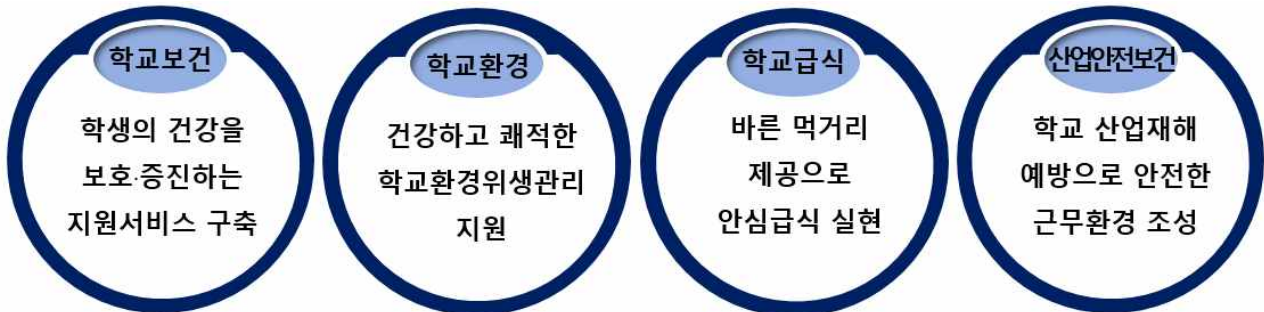 학교보건
학생의 건강을
보호·증진하는
지원서비스 구축
학교환경
건강하고 쾌적한
학교환경위생관리
지원
학교급식
바른 먹거리
제공으로
안심급식 실현
산업안전보건
학교 산업재해
예방으로 안전한
근무환경 조성